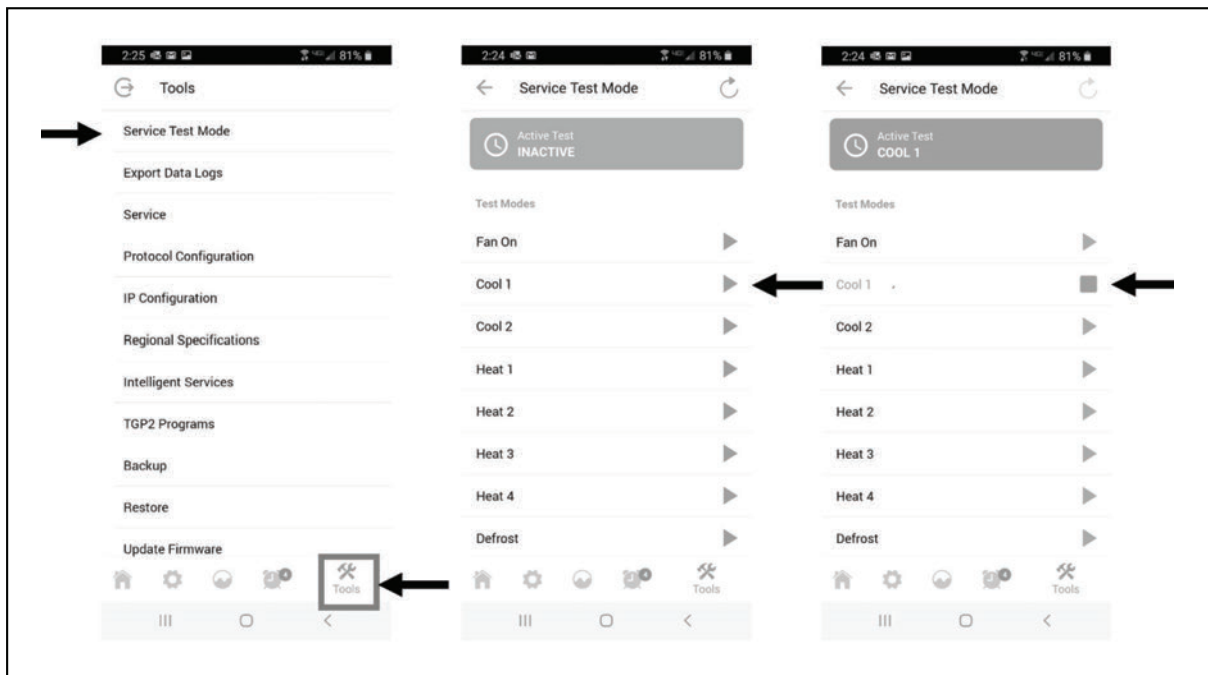 2:25 81%
Tools
Service Test Mode
Export Data Logs
Service
Protocol Configuration
IP Configuration
Regional Specifications
Intelligent Services
TGP2 Programs
Backup
Restore
Update Firmware
4
Tools
2:24 81%
Service Test Mode
Active Test
INACTIVE
Test Modes
Fan On
Cool 1
Cool 2
Heat 1
Heat 2
Heat 3
Heat 4
Defrost
4
Tools
2:24 81%
Service Test Mode
Active Test
COOL 1
Test Modes
Fan On
Cool 1
Cool 2
Heat 1
Heat 2
Heat 3
Heat 4
Defrost
4
Tools